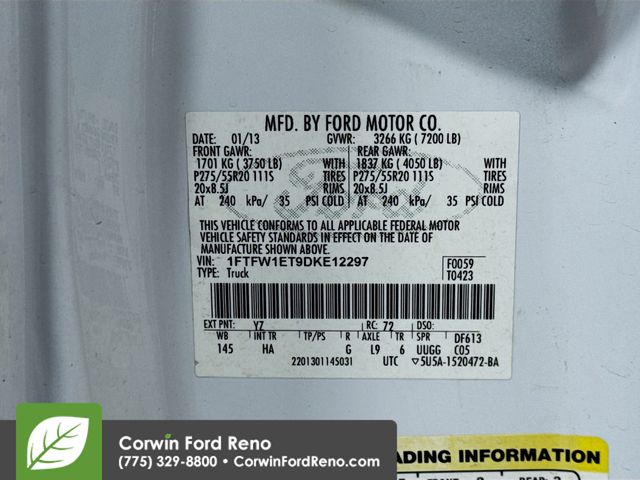 MFD. BY FORD MOTOR CO.
DATE: 01/13 GVWR: 3266 KG ( 7200 LB)
FRONT GAWR: REAR GAWR:
1701 KG ( 3750 LB) WITH 1837 KG ( 4050 LB) WITH
P275/55R20 111S TIRES P275/55R20 111S TIRES
20x8.5J RIMS 20x8.5J RIMS
AT 240 kPa/ 35 PSI COLD AT 240 kPa/ 35 PSI COLD
THIS VEHICLE CONFORMS TO ALL APPLICABLE FEDERAL MOTOR
VEHICLE SAFETY AND THEFT STANDARDS IN EFFECT ON THE DATE OF
MANUFACTURE SHOWN ABOVE.
VIN: 1FTFW1ET9DKE12297 F0059
TYPE: Truck T0423
EXT PNT: YZ RC: 72 DSO:
WB INT TR TP/PS R AXLE TR SPR DF613
145 HA G L9 6 UUGG C05
2201301145031 UTC ▽5U5A-1520472-BA
Corwin Ford Reno
(775) 329-8800 • CorwinFordReno.com
ADING INFORMATION